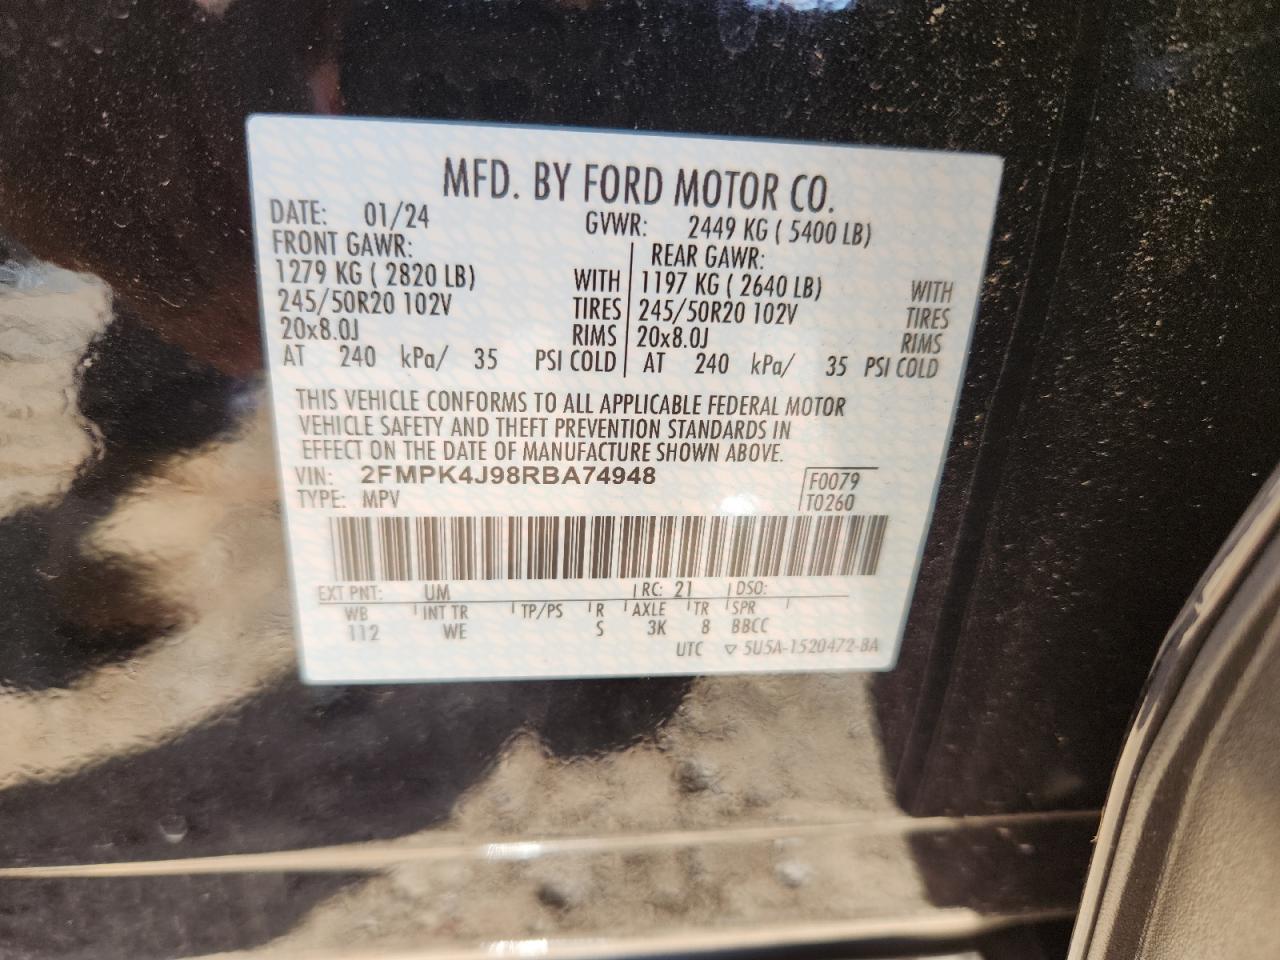 MFD. BY FORD MOTOR CO.
DATE: 01/24 GVWR: 2449 KG ( 5400 LB)
FRONT GAWR: REAR GAWR:
1279 KG ( 2820 LB) WITH 1197 KG ( 2640 LB) WITH
245/50R20 102V TIRES 245/50R20 102V TIRES
20x8.0J RIMS 20x8.0J RIMS
AT 240 kPa/ 35 PSI COLD AT 240 kPa/ 35 PSI COLD
THIS VEHICLE CONFORMS TO ALL APPLICABLE FEDERAL MOTOR
VEHICLE SAFETY AND THEFT PREVENTION STANDARDS IN
EFFECT ON THE DATE OF MANUFACTURE SHOWN ABOVE.
VIN: 2FMPK4J98RBA74948 F0079
TYPE: MPV T0260
EXT PNT: UM RC: 21 DSO:
WB INT TR TP/PS R AXLE TR SPR
112 WE S 3K 8 BBCC
UTC ▽ 5U5A-1520472-BA